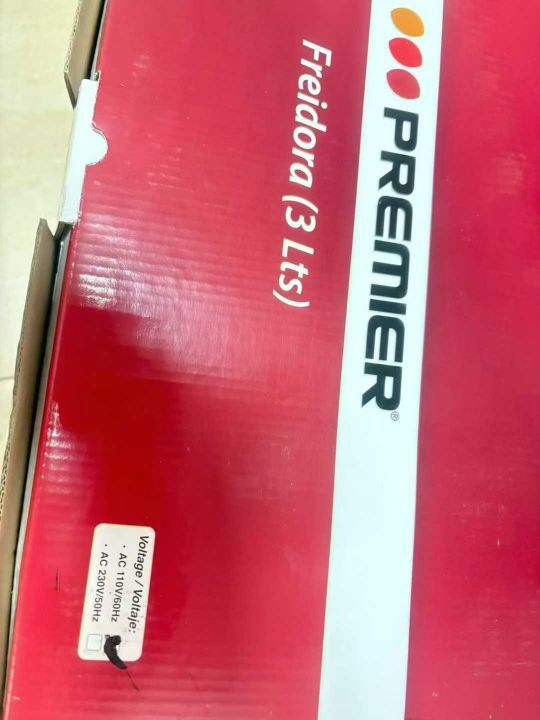 PREMIER®
Freidora (3 Lts)
Voltage / Voltaje:
• AC 110V/60Hz
• AC 230V/50Hz